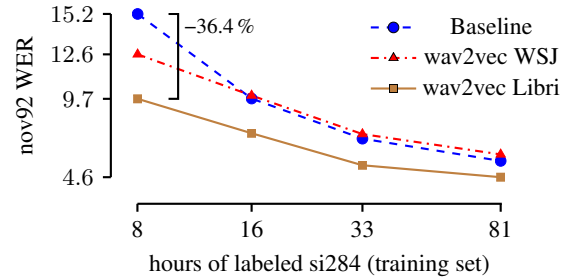 15.2
12.6
9.7
4.6
nov92 WER
−36.4 %
Baseline
wav2vec WSJ
wav2vec Libri
8 16 33 81
hours of labeled si284 (training set)